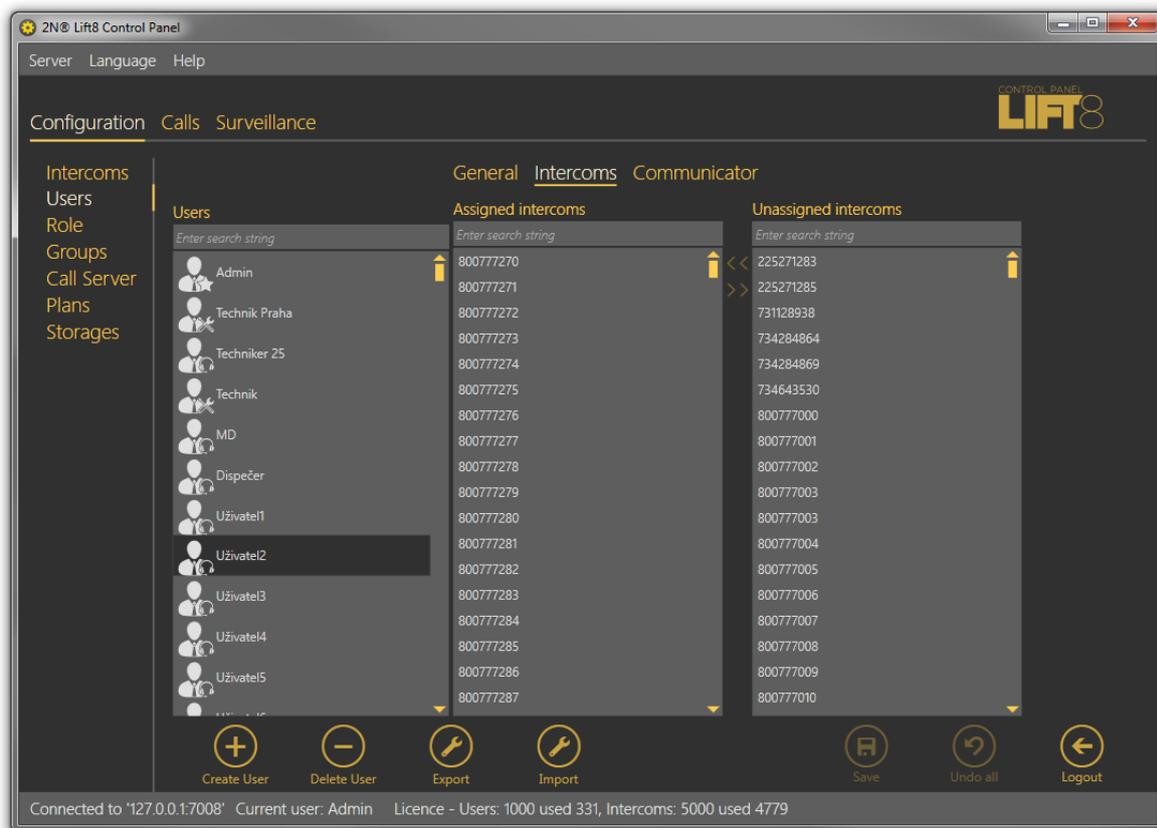 2N® Lift8 Control Panel
Server Language Help
CONTROL PANEL
LIFT8
Configuration Calls Surveillance
Intercoms
Users
Role
Groups
Call Server
Plans
Storages
General Intercoms Communicator
Users
Enter search string
Admin
Technik Praha
Techniker 25
Technik
MD
Dispečer
Uživatel1
Uživatel2
Uživatel3
Uživatel4
Uživatel5
Assigned intercoms
Enter search string
800777270
800777271
800777272
800777273
800777274
800777275
800777276
800777277
800777278
800777279
800777280
800777281
800777282
800777283
800777284
800777285
800777286
800777287
<<
>>
Unassigned intercoms
Enter search string
225271283
225271285
731128938
734284864
734284869
734643530
800777000
800777001
800777002
800777003
800777003
800777004
800777005
800777006
800777007
800777008
800777009
800777010
Create User Delete User Export Import Save Undo all Logout
Connected to '127.0.0.1:7008' Current user: Admin Licence - Users: 1000 used 331, Intercoms: 5000 used 4779